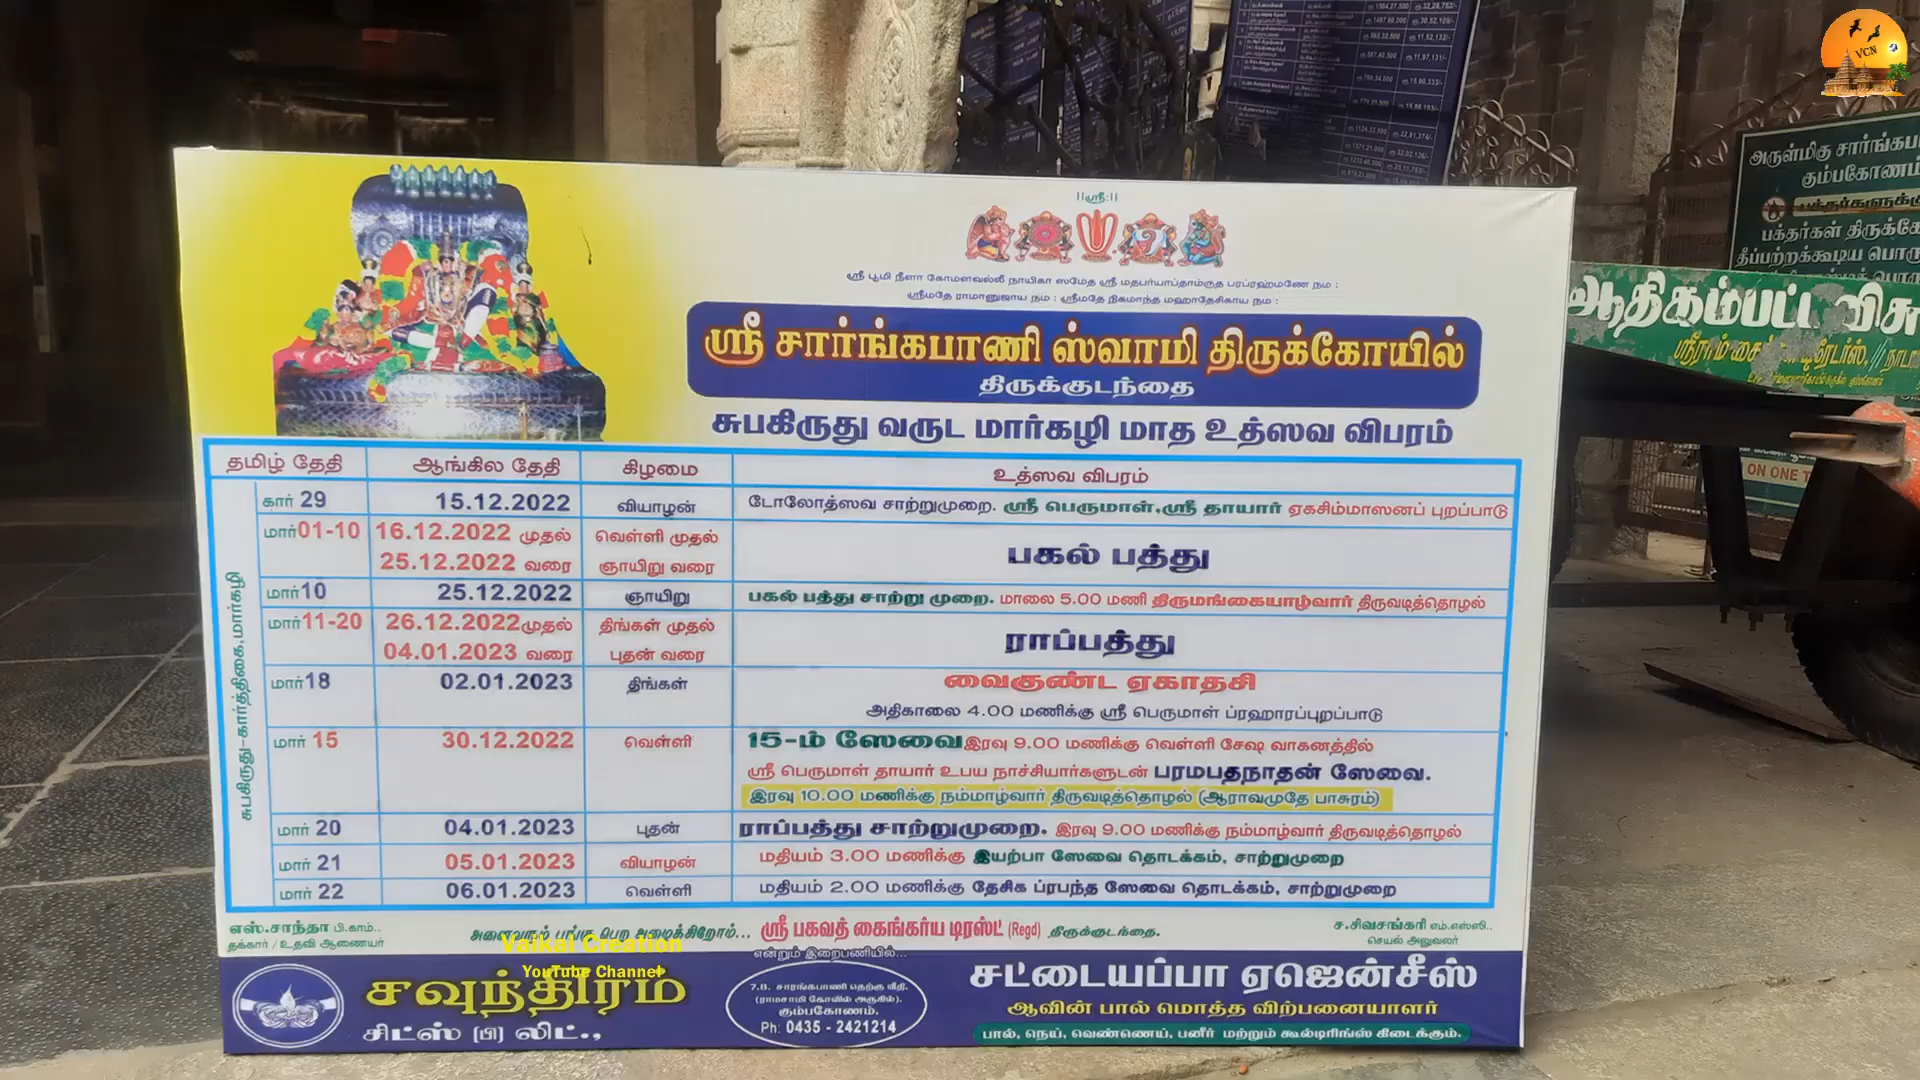 VCN
அருள்மிகு சார்ங்கபா
கும்பகோணம்
பக்தர்கள் திருக்கோ
ஆதிகும்பட்ட விசு
ON ONE T
||ஸ்ரீ:||
ஸ்ரீ பூமி நீளா கோமளவல்லீ நாயிகா ஸமேத ஸ்ரீ மதபர்யாப்தாம்ருத பரப்ரஹ்மணே நம :
ஸ்ரீமதே ராமானுஜாய நம : ஸ்ரீமதே நிகமாந்த மஹாதேசிகாய நம :
ஸ்ரீ சார்ங்கபாணி ஸ்வாமி திருக்கோயில்
திருக்குடந்தை
சுபகிருது வருட மார்கழி மாத உத்ஸவ விபரம்
தமிழ் தேதி ஆங்கில தேதி கிழமை உத்ஸவ விபரம்
சுபகிருது-கார்த்திகை,மார்கழி
கார் 29 15.12.2022 வியாழன் டோலோத்ஸவ சாற்றுமுறை. ஸ்ரீ பெருமாள்,ஸ்ரீ தாயார் ஏகசிம்மாஸனப் புறப்பாடு
மார்01-10 16.12.2022 முதல் வெள்ளி முதல்
25.12.2022 வரை ஞாயிறு வரை
பகல் பத்து
மார்10 25.12.2022 ஞாயிறு பகல் பத்து சாற்று முறை. மாலை 5.00 மணி திருமங்கையாழ்வார் திருவடித்தொழல்
மார்11-20 26.12.2022முதல் திங்கள் முதல்
04.01.2023 வரை புதன் வரை
ராப்பத்து
மார்18 02.01.2023 திங்கள் வைகுண்ட ஏகாதசி
அதிகாலை 4.00 மணிக்கு ஸ்ரீ பெருமாள் ப்ரஹாரப்புறப்பாடு
மார் 15 30.12.2022 வெள்ளி 15-ம் ஸேவை இரவு 9.00 மணிக்கு வெள்ளி சேஷ வாகனத்தில்
ஸ்ரீ பெருமாள் தாயார் உபய நாச்சியார்களுடன் பரமபதநாதன் ஸேவை.
இரவு 10.00 மணிக்கு நம்மாழ்வார் திருவடித்தொழல் (ஆராவமுதே பாசுரம்)
மார் 20 04.01.2023 புதன் ராப்பத்து சாற்றுமுறை. இரவு 9.00 மணிக்கு நம்மாழ்வார் திருவடித்தொழல்
மார் 21 05.01.2023 வியாழன் மதியம் 3.00 மணிக்கு இயற்பா ஸேவை தொடக்கம், சாற்றுமுறை
மார் 22 06.01.2023 வெள்ளி மதியம் 2.00 மணிக்கு தேசிக ப்ரபந்த ஸேவை தொடக்கம், சாற்றுமுறை
எஸ்.சாந்தா பி.காம்..
தக்கார் / உதவி ஆணையர்
அனைவரும் பங்கு பெற அழைக்கிறோம்... ஸ்ரீ பகவத் கைங்கர்ய டிரஸ்ட் (Regd) திருக்குடந்தை.
ச.சிவசங்கரி எம்.எஸ்ஸி..
செயல் அலுவலர்
Vaikai Creation
YouTube Channel
சவுந்திரம்
சிட்ஸ் (பி) லிட்.,
என்றும் இறைபணியில்...
7,8, சாரங்கபாணி தெற்கு வீதி,
(ராமசாமி கோவில் அருகில்).
கும்பகோணம்.
Ph: 0435 - 2421214
சட்டையப்பா ஏஜென்சீஸ்
ஆவின் பால் மொத்த விற்பனையாளர்
பால், நெய், வெண்ணெய், பனீர் மற்றும் கூல்டிரிங்ஸ் கிடைக்கும்.